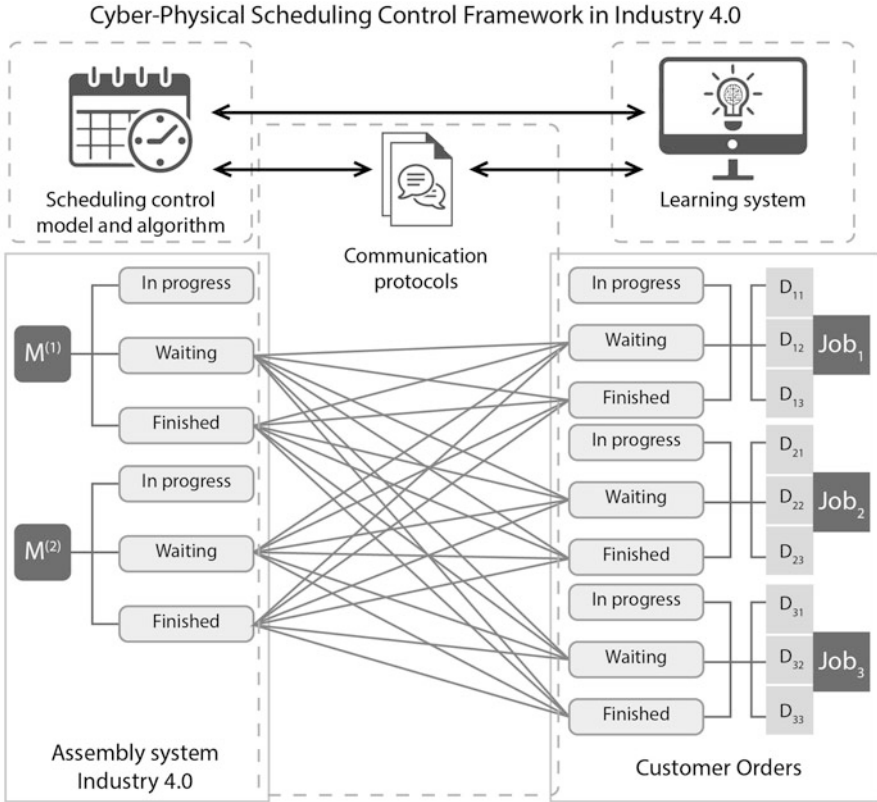 Cyber-Physical Scheduling Control Framework in Industry 4.0
Scheduling control
model and algorithm
Communication
protocols
Learning system
M(1)
In progress
Waiting
Finished
M(2)
In progress
Waiting
Finished
Assembly system
Industry 4.0
In progress
Waiting
Finished
D11
D12
D13
Job1
In progress
Waiting
Finished
D21
D22
D23
Job2
In progress
Waiting
Finished
D31
D32
D33
Job3
Customer Orders